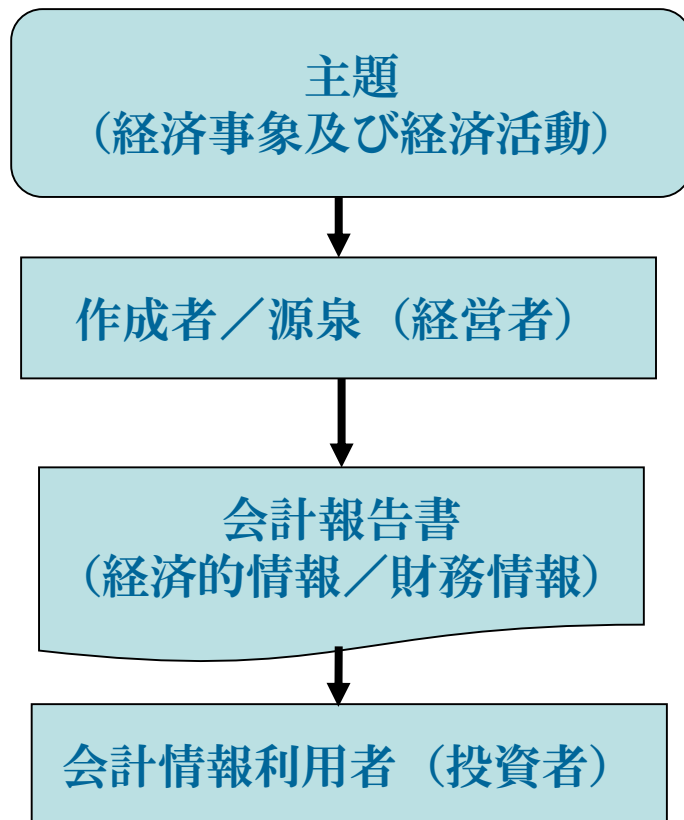 主題
（経済事象及び経済活動）
作成者／源泉（経営者）
会計報告書
（経済的情報／財務情報）
会計情報利用者（投資者）